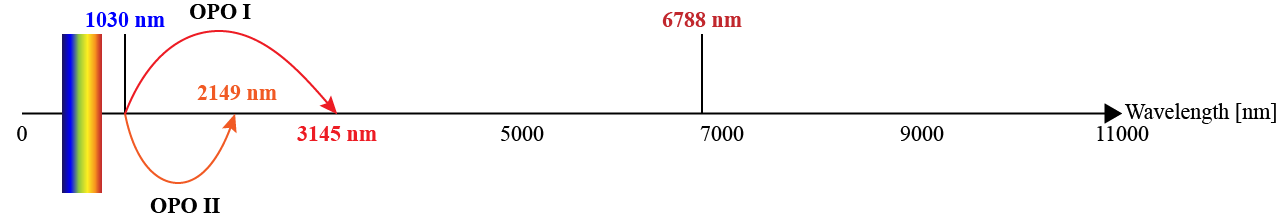 OPO I
1030 nm
6788 nm
2149 nm
Wavelength [nm]
0
3145 nm
5000
7000
9000
11000
OPO II